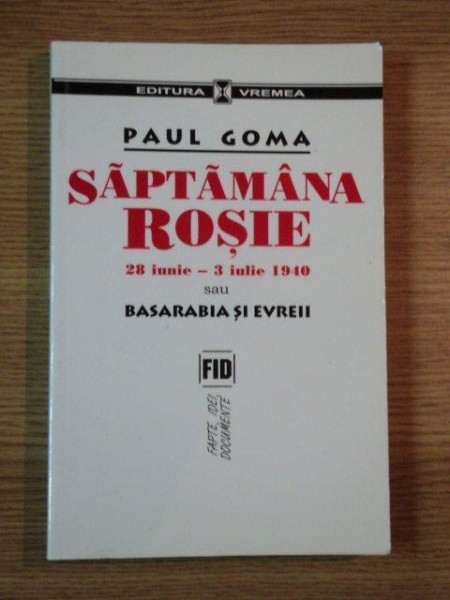 EDITURA VREMEA
PAUL GOMA
SÃPTÃMÂNA
ROȘIE
28 iunie – 3 iulie 1940
sau
BASARABIA ȘI EVREII
FID
FAPTE, IDEI,
DOCUMENTE